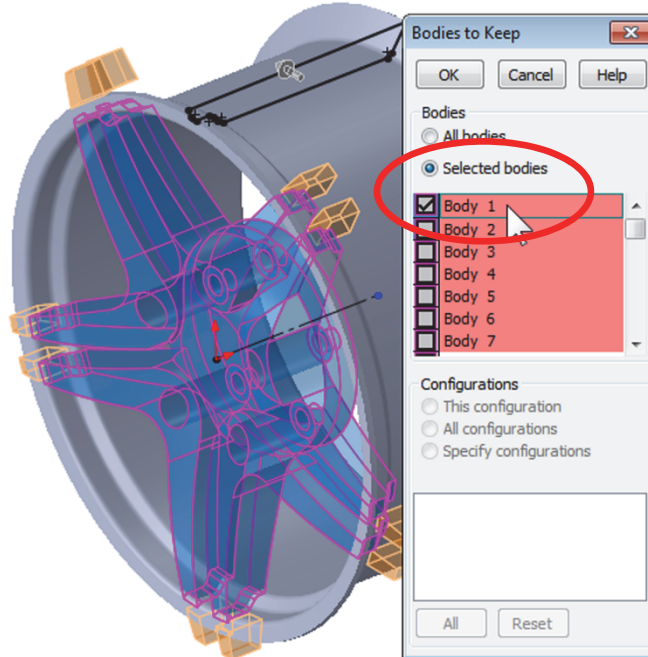 Bodies to Keep
OK Cancel Help
Bodies
All bodies
Selected bodies
Body 1
Body 2
Body 3
Body 4
Body 5
Body 6
Body 7
Configurations
This configuration
All configurations
Specify configurations
All Reset